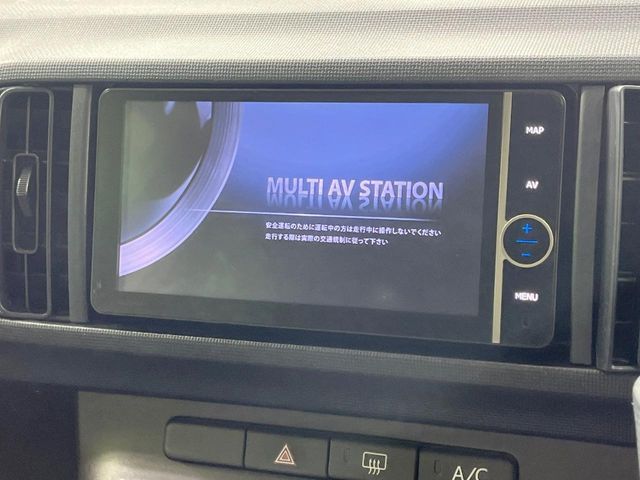 MAP
AV
MULTI AV STATION
安全運転のために運転中の方は走行中に操作しないでください
走行する際は実際の交通規制に従って下さい
+
−
MENU
A/C